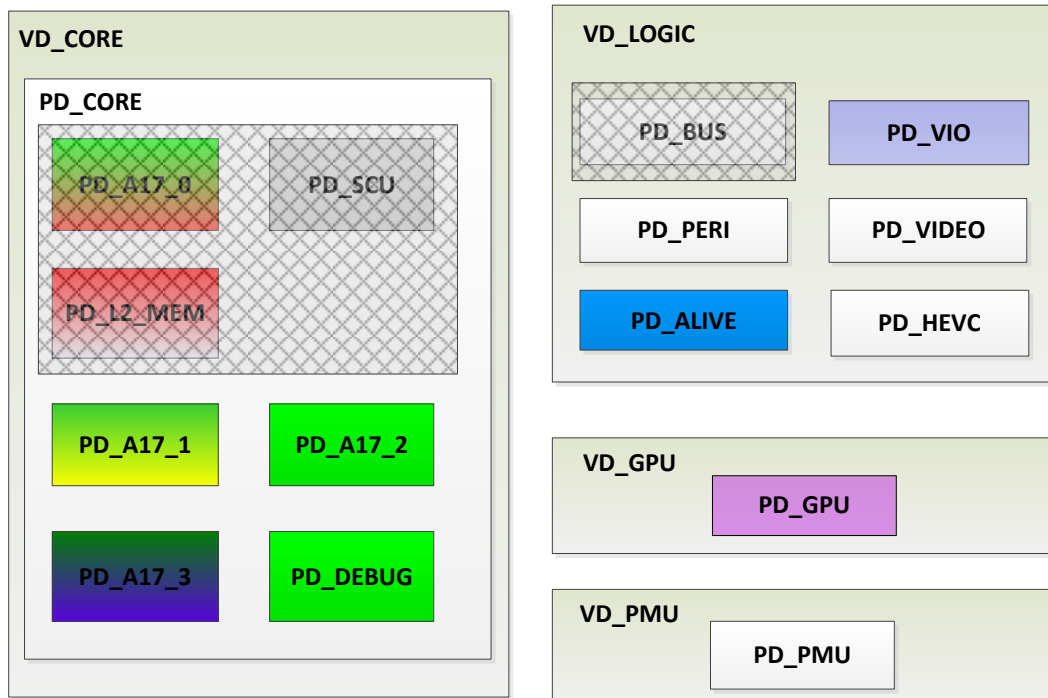 VD_CORE
PD_CORE
PD_A17_0
PD_SCU
PD_L2_MEM
PD_A17_1
PD_A17_2
PD_A17_3
PD_DEBUG
VD_LOGIC
PD_BUS
PD_VIO
PD_PERI
PD_VIDEO
PD_ALIVE
PD_HEVC
VD_GPU
PD_GPU
VD_PMU
PD_PMU